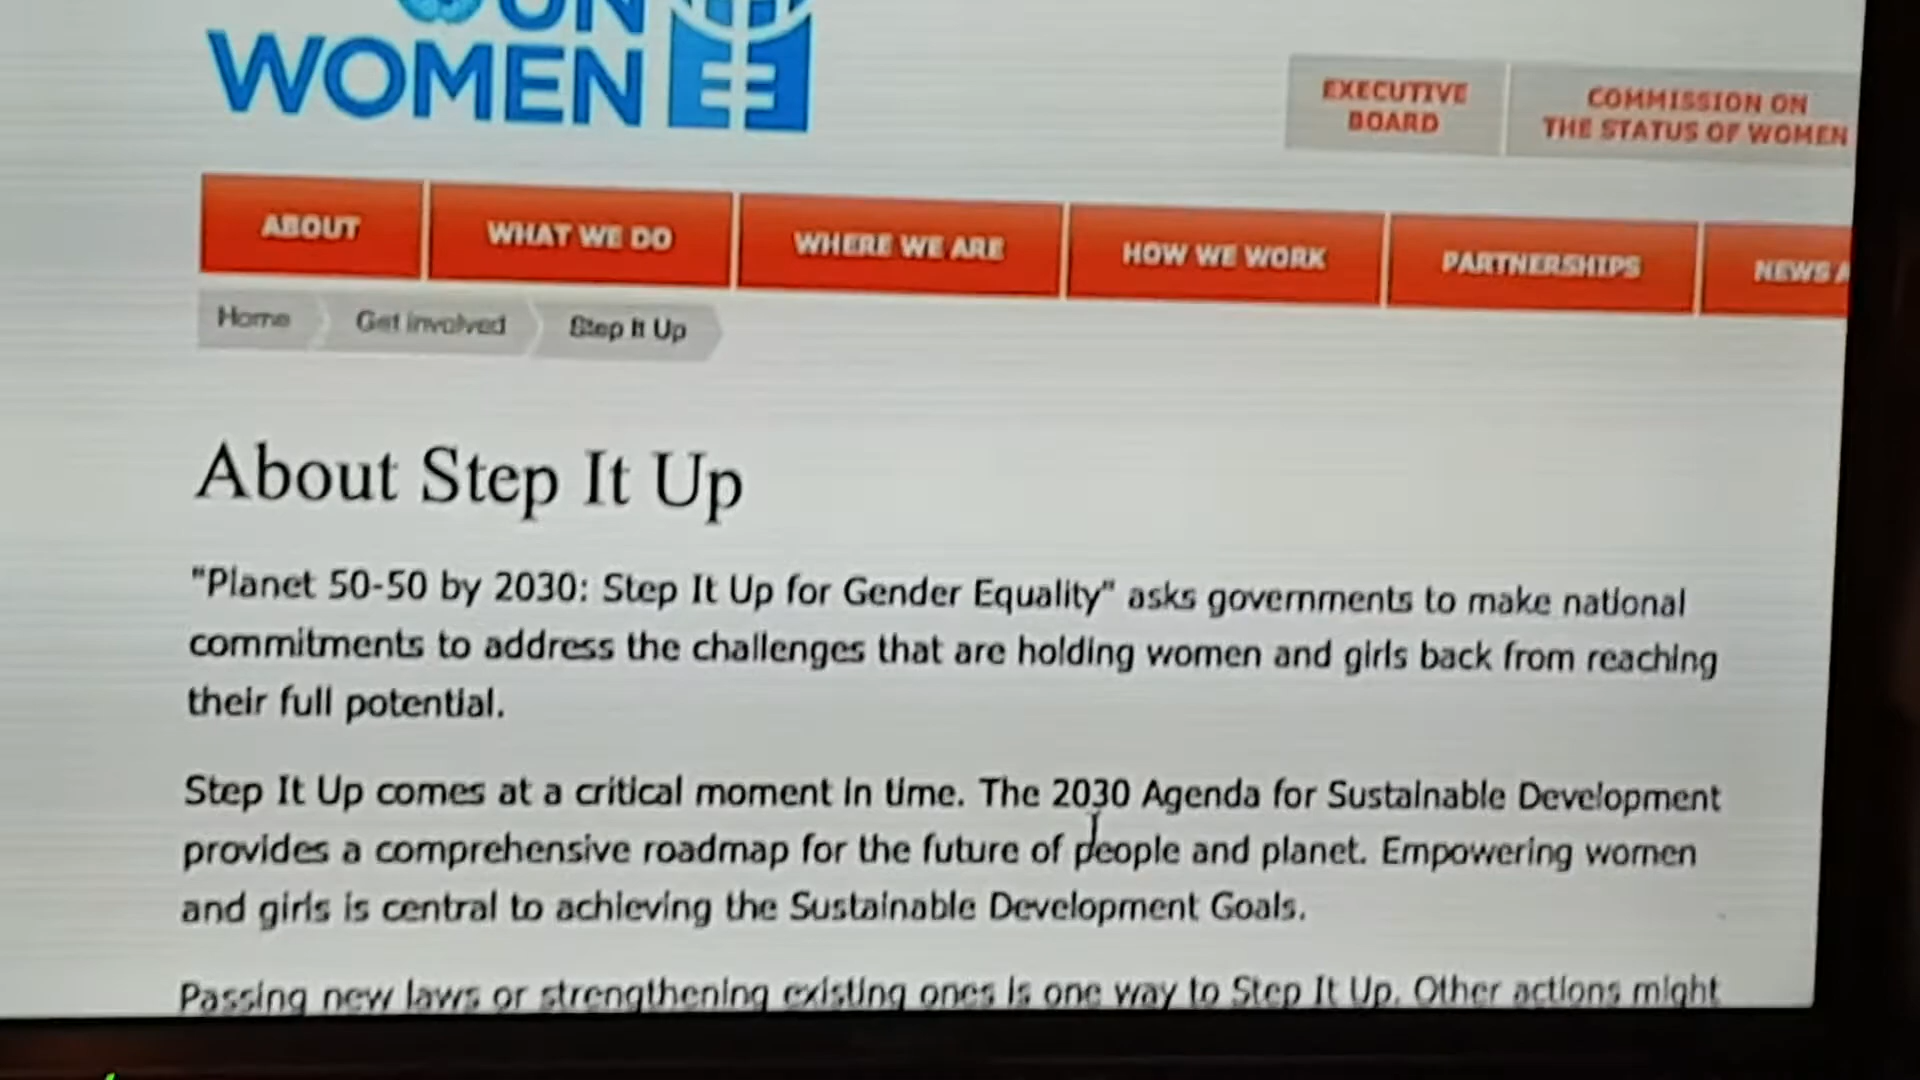 UN
WOMEN
EXECUTIVE
BOARD
COMMISSION ON
THE STATUS OF WOMEN
ABOUT
WHAT WE DO
WHERE WE ARE
HOW WE WORK
PARTNERSHIPS
NEWS A
Home
Get involved
Step It Up
About Step It Up
"Planet 50-50 by 2030: Step It Up for Gender Equality" asks governments to make national
commitments to address the challenges that are holding women and girls back from reaching
their full potential.
Step It Up comes at a critical moment in time. The 2030 Agenda for Sustainable Development
provides a comprehensive roadmap for the future of people and planet. Empowering women
and girls is central to achieving the Sustainable Development Goals.
Passing new laws or strengthening existing ones is one way to Step It Up. Other actions might